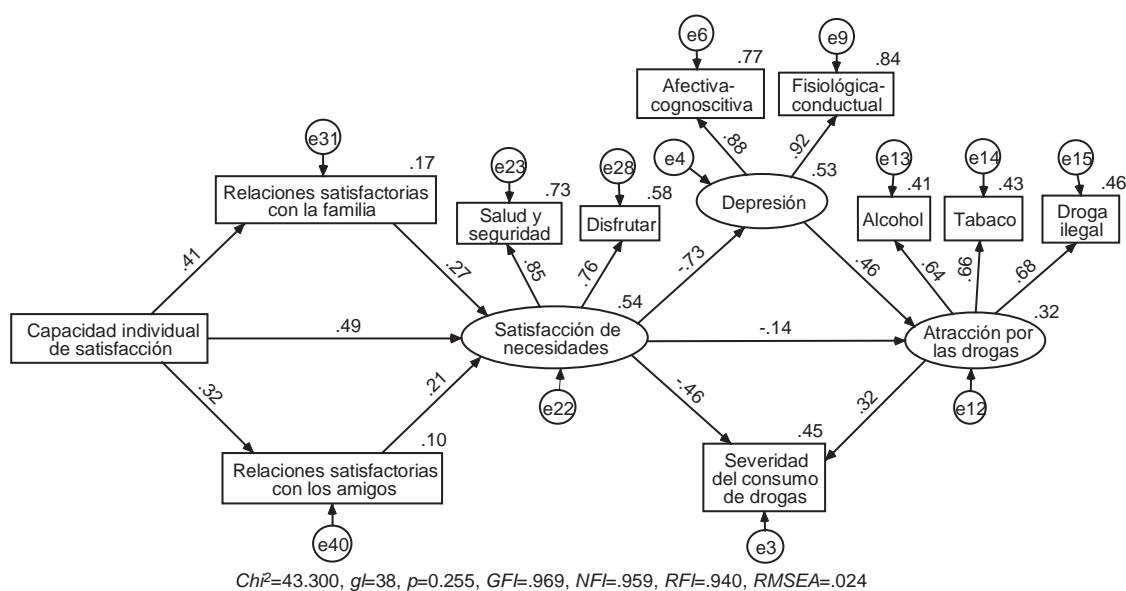 e6
e9
.77
.84
Afectiva-
cognoscitiva
Fisiológica-
conductual
.88
.92
e31
e23
e28
e4
e13
e14
e15
.17
.73
.58
.53
.41
.43
.46
Relaciones satisfactorias
con la familia
Salud y
seguridad
Disfrutar
Depresión
Alcohol
Tabaco
Droga
ilegal
.41
.27
.85
.76
-.73
.46
.64
.66
.68
Capacidad individual
de satisfacción
.49
Satisfacción de
necesidades
.54
-.14
Atracción por
las drogas
.32
.32
.21
e22
-.46
.32
e12
.10
.45
Relaciones satisfactorias
con los amigos
Severidad
del consumo
de drogas
e40
e3
Chi²=43.300, gl=38, p=0.255, GFI=.969, NFI=.959, RFI=.940, RMSEA=.024